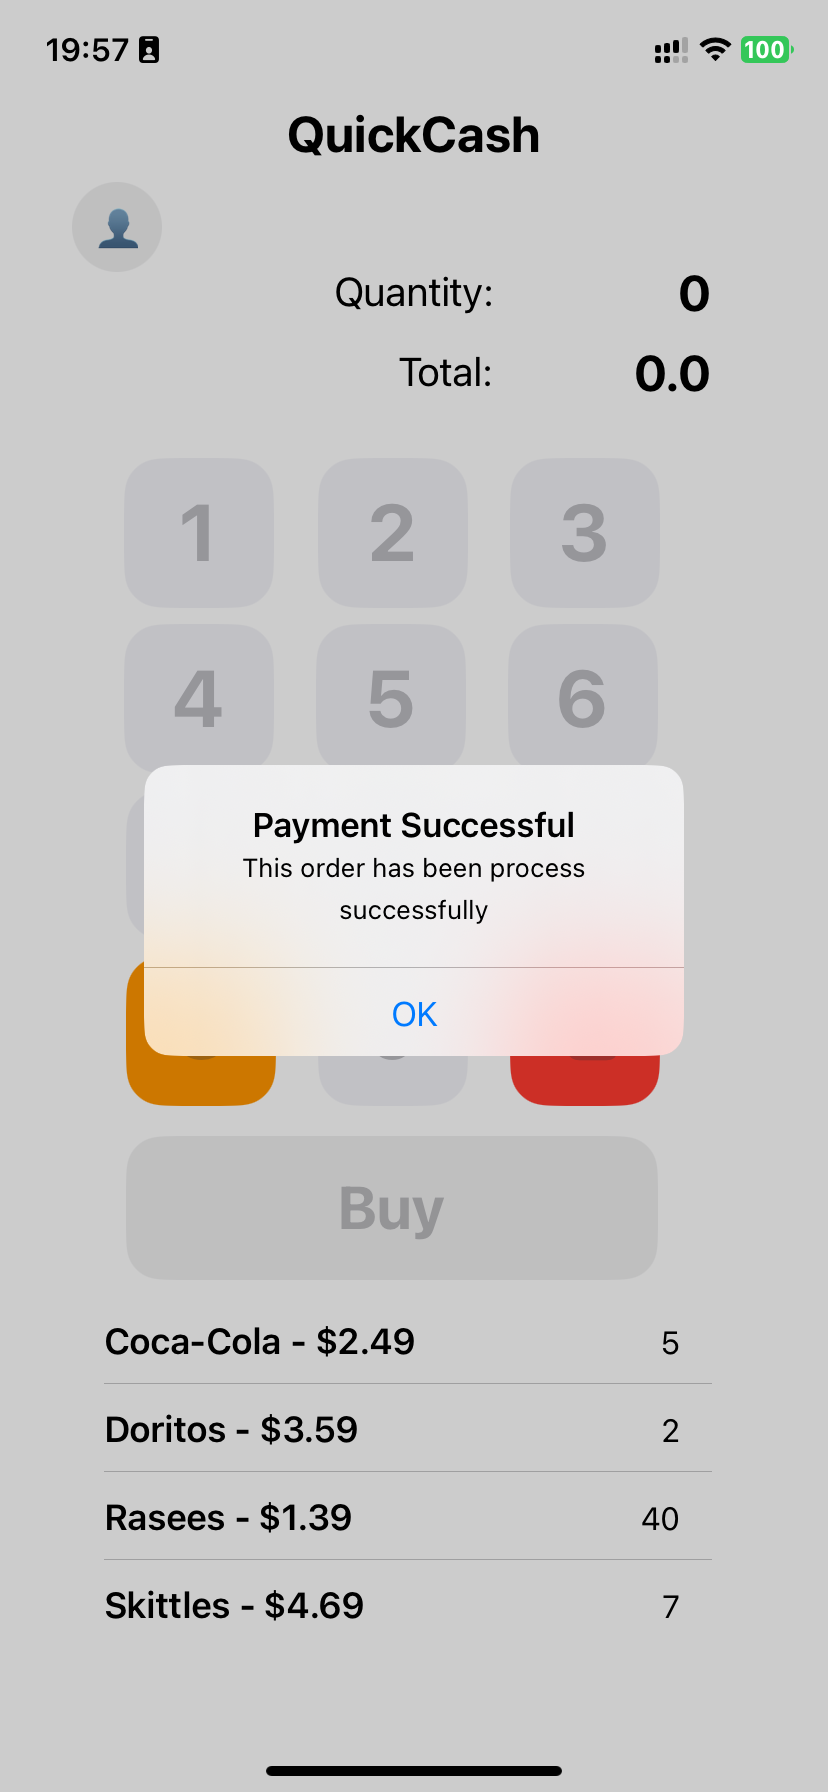 19:57 100
QuickCash
Quantity: 0
Total: 0.0
1 2 3
4 5 6
Payment Successful
This order has been process
successfully
OK
Buy
Coca-Cola - $2.49 5
Doritos - $3.59 2
Rasees - $1.39 40
Skittles - $4.69 7